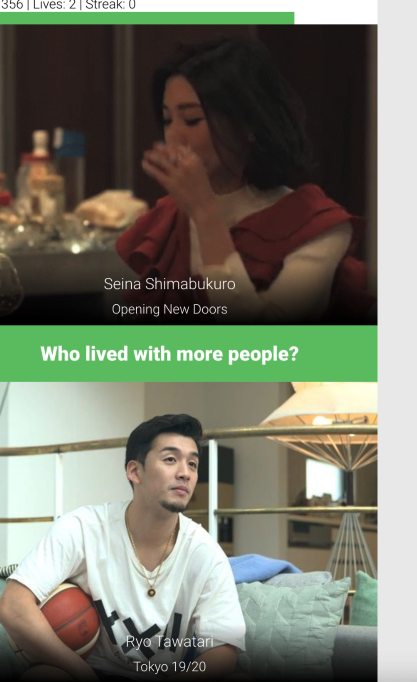 356 | Lives: 2 | Streak: 0
Seina Shimabukuro
Opening New Doors
Who lived with more people?
Ryo Tawatari
Tokyo 19/20